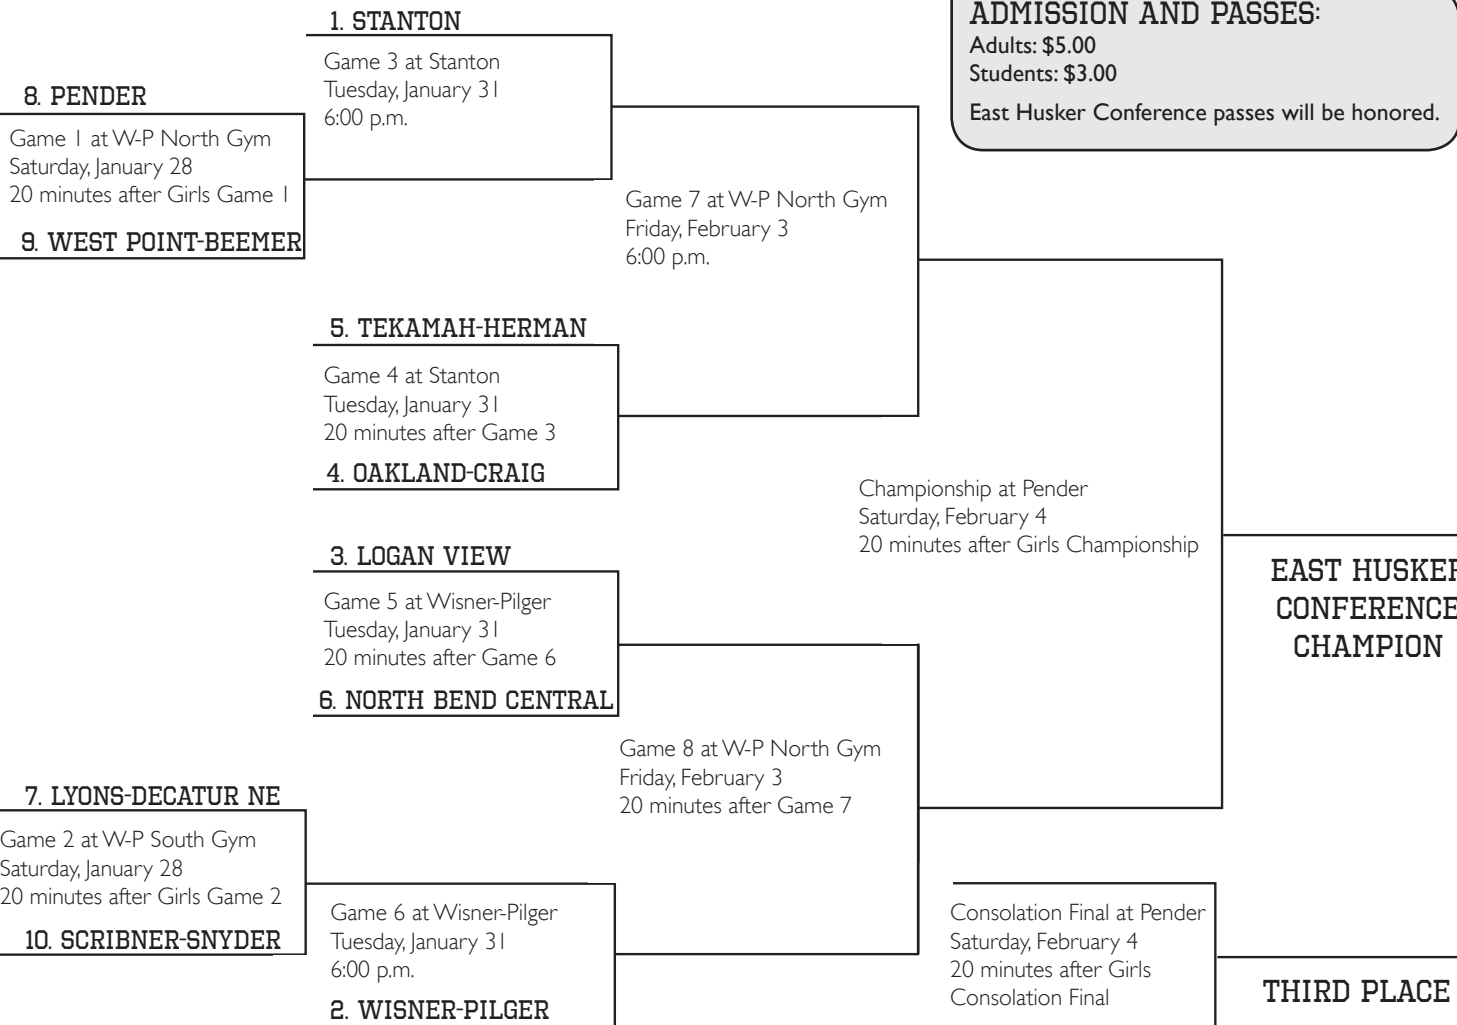 ADMISSION AND PASSES:
Adults: $5.00
Students: $3.00
East Husker Conference passes will be honored.
1. STANTON
Game 3 at Stanton
Tuesday, January 31
6:00 p.m.
8. PENDER
Game 1 at W-P North Gym
Saturday, January 28
20 minutes after Girls Game 1
9. WEST POINT-BEEMER
Game 7 at W-P North Gym
Friday, February 3
6:00 p.m.
5. TEKAMAH-HERMAN
Game 4 at Stanton
Tuesday, January 31
20 minutes after Game 3
4. OAKLAND-CRAIG
Championship at Pender
Saturday, February 4
20 minutes after Girls Championship
EAST HUSKER
CONFERENCE
CHAMPION
3. LOGAN VIEW
Game 5 at Wisner-Pilger
Tuesday, January 31
20 minutes after Game 6
6. NORTH BEND CENTRAL
Game 8 at W-P North Gym
Friday, February 3
20 minutes after Game 7
7. LYONS-DECATUR NE
Game 2 at W-P South Gym
Saturday, January 28
20 minutes after Girls Game 2
10. SCRIBNER-SNYDER
Game 6 at Wisner-Pilger
Tuesday, January 31
6:00 p.m.
2. WISNER-PILGER
Consolation Final at Pender
Saturday, February 4
20 minutes after Girls
Consolation Final
THIRD PLACE